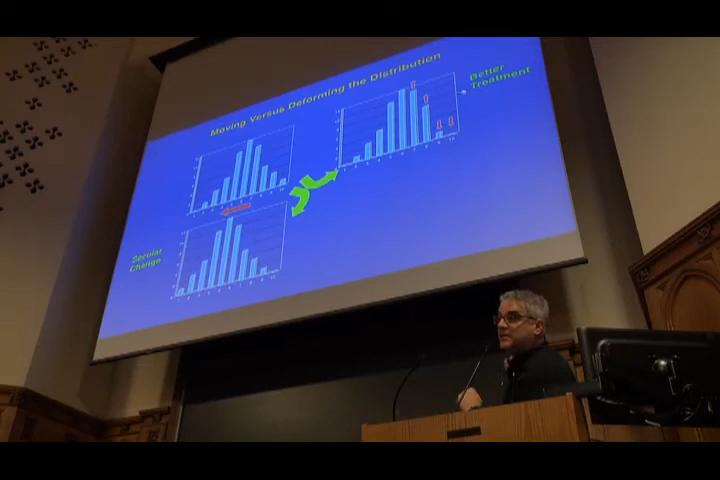 Moving Versus Deforming the Distribution
Better
Treatment
Secular
Change